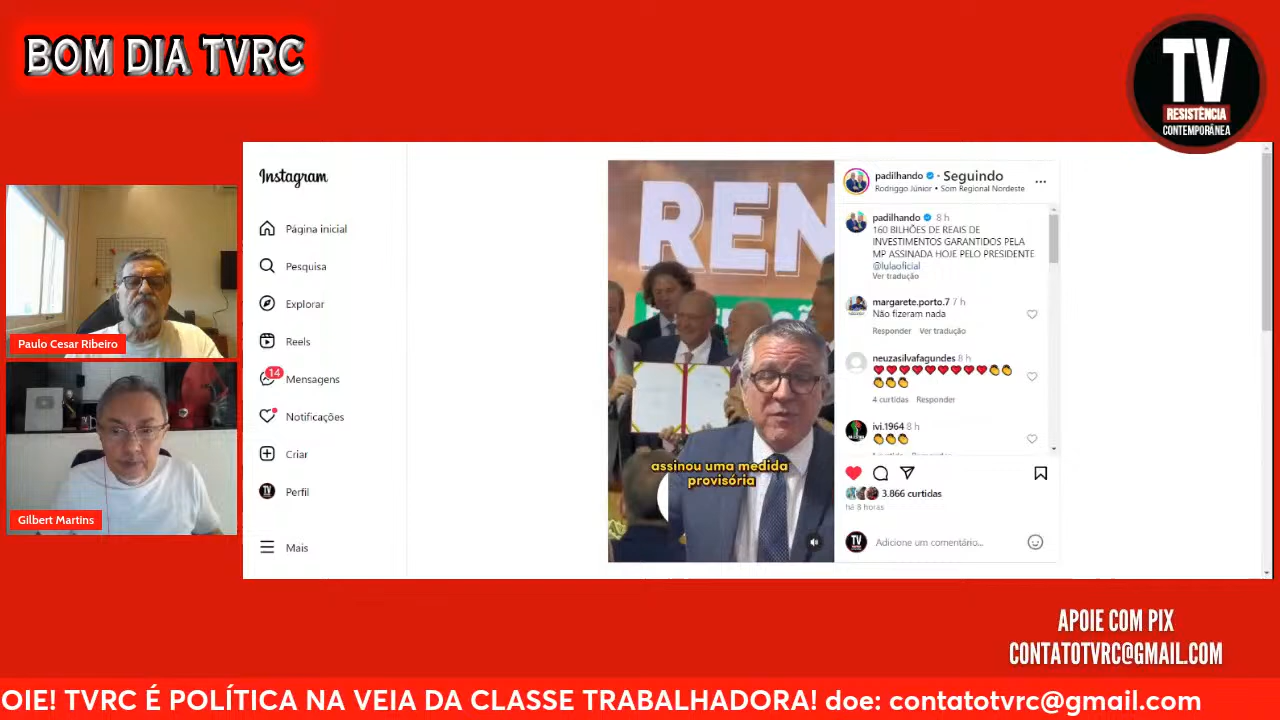 BOM DIA TVRC
TV
RESISTÊNCIA
CONTEMPORÂNEA
Paulo Cesar Ribeiro
Gilbert Martins
Instagram
Página inicial
Pesquisa
Explorar
Reels
14
Mensagens
Notificações
Criar
TV
Perfil
Mais
REN
assinou uma medida
provisória
padilhando • Seguindo
Rodriggo Júnior • Som Regional Nordeste
padilhando 8 h
160 BILHÕES DE REAIS DE
INVESTIMENTOS GARANTIDOS PELA
MP ASSINADA HOJE PELO PRESIDENTE
@lulaoficial
Ver tradução
margarete.porto.7 7 h
Não fizeram nada
Responder Ver tradução
neuzasilvafagundes 8 h
4 curtidas Responder
ivi.1964 8 h
3.866 curtidas
há 8 horas
TV
Adicione um comentário...
APOIE COM PIX
CONTATOTVRC@GMAIL.COM
OIE! TVRC É POLÍTICA NA VEIA DA CLASSE TRABALHADORA! doe: contatotvrc@gmail.com